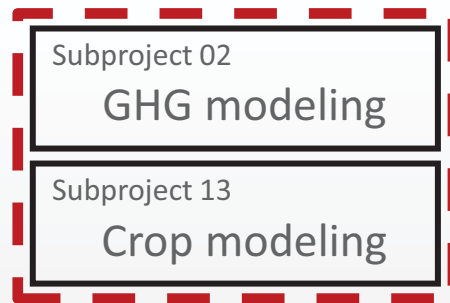 Subproject 02
GHG modeling
Subproject 13
Crop modeling